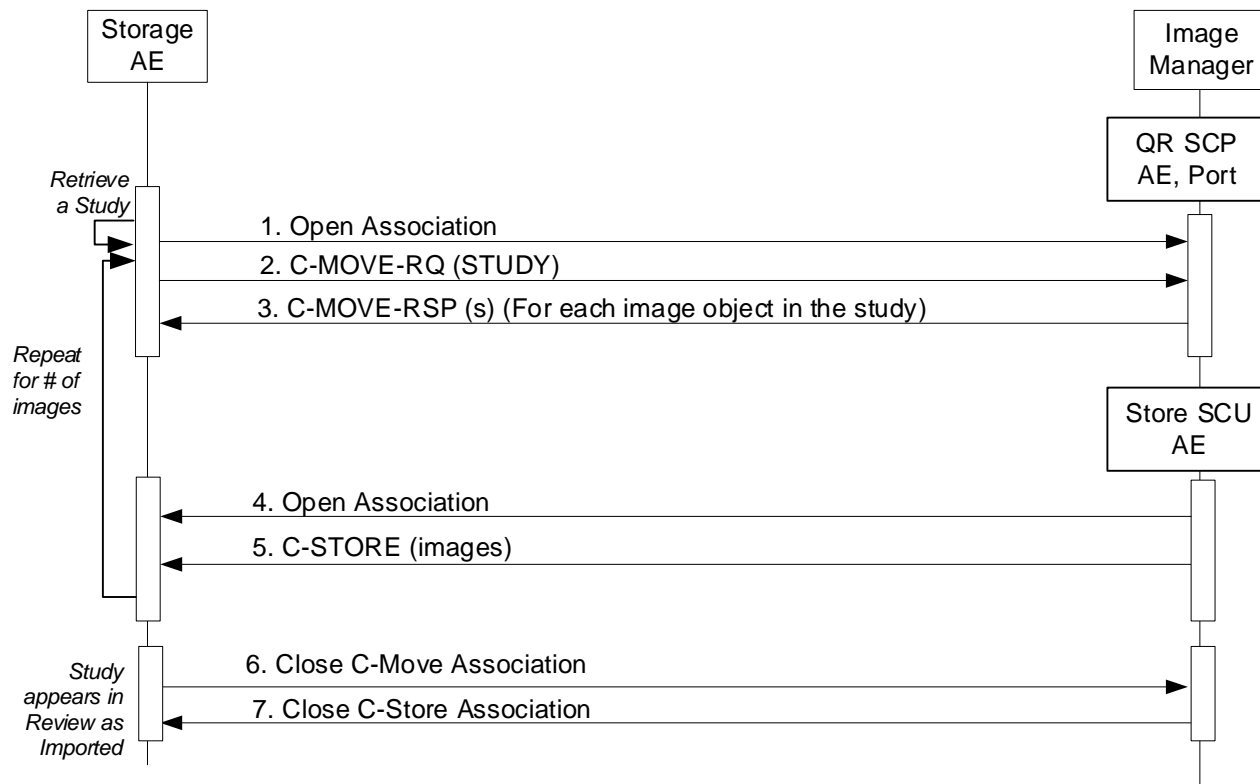 Storage
AE
Image
Manager
QR SCP
AE, Port
Retrieve
a Study
1. Open Association
2. C-MOVE-RQ (STUDY)
3. C-MOVE-RSP (s) (For each image object in the study)
Repeat
for # of
images
Store SCU
AE
4. Open Association
5. C-STORE (images)
6. Close C-Move Association
7. Close C-Store Association
Study
appears in
Review as
Imported